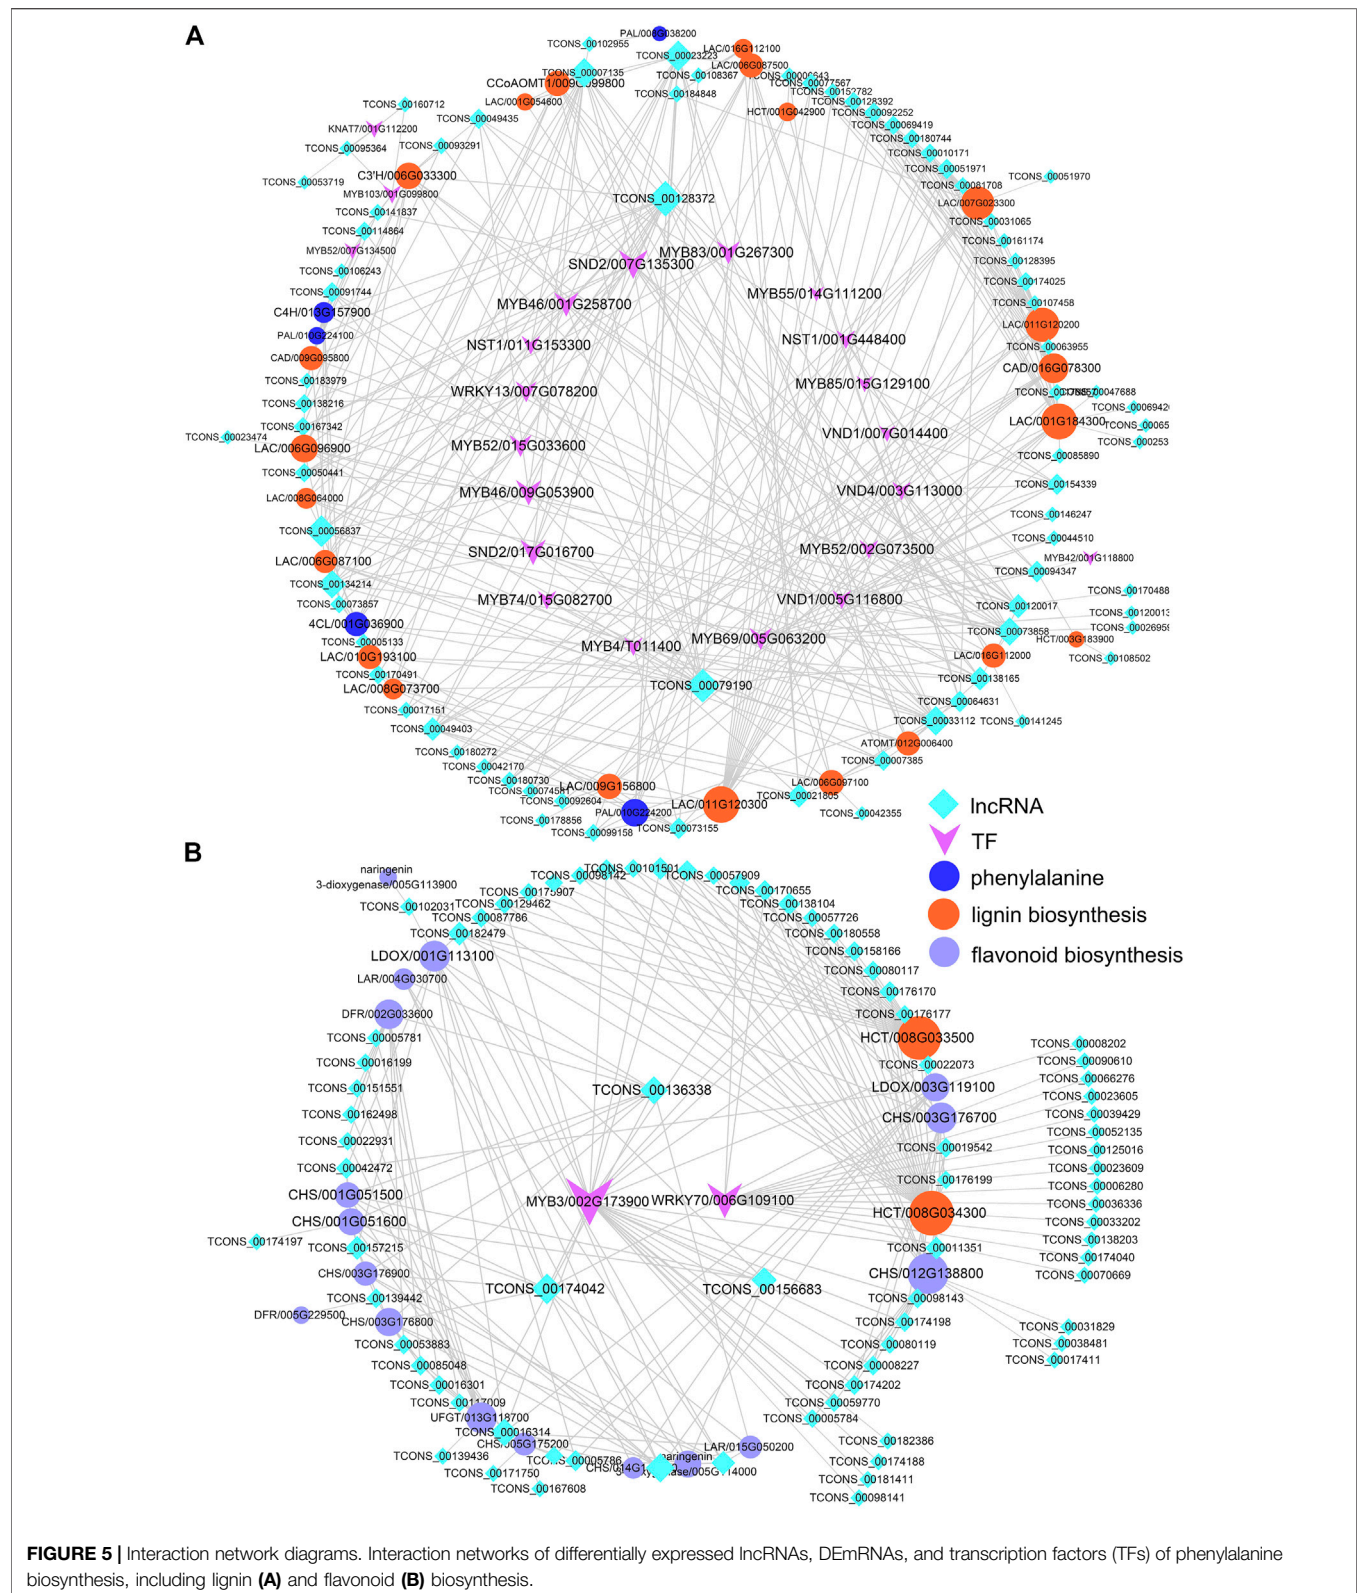 A
PAL/008G038200
TCONS_00102955
TCONS_00023223
LAC/016G112100
LAC/006G087500
TCONS_00007135
TCONS_00108367
TCONS_00006643
CCoAOMT1/009G099800
TCONS_00077567
TCONS_00184848
TCONS_00152782
LAC/001G054600
TCONS_00128392
TCONS_00160712
HCT/001G042900
TCONS_00092252
TCONS_00049435
KNAT7/001G112200
TCONS_00069419
TCONS_00180744
TCONS_00095364
TCONS_00093291
TCONS_00010171
TCONS_00051971
C3'H/006G033300
TCONS_00051970
TCONS_00053719
TCONS_00081708
MYB103/001G099800
TCONS_00128372
LAC/007G023300
TCONS_00141837
TCONS_00031065
TCONS_00114864
TCONS_00161174
MYB52/007G134500
MYB83/001G267300
SND2/007G135300
TCONS_00128395
TCONS_00106243
TCONS_00174025
TCONS_00091744
MYB55/014G111200
MYB46/001G258700
TCONS_00107458
C4H/013G157900
LAC/011G120200
PAL/010G224100
NST1/001G448400
NST1/011G153300
TCONS_00063955
CAD/009G095800
CAD/016G078300
TCONS_00183979
MYB85/015G129100
WRKY13/007G078200
TCONS_00047688
TCONS_00138216
TCONS_0006942
LAC/001G184300
TCONS_00167342
TCONS_00065
TCONS_00023474
VND1/007G014400
TCONS_000253
LAC/006G096900
MYB52/015G033600
TCONS_00085890
TCONS_00050441
TCONS_00154339
VND4/003G113000
MYB46/009G053900
LAC/008G064000
TCONS_00146247
TCONS_00056837
TCONS_00044510
MYB52/002G073500
SND2/017G016700
MYB42/001G118800
LAC/006G087100
TCONS_00094347
TCONS_00134214
TCONS_00170488
VND1/005G116800
MYB74/015G082700
TCONS_00073857
TCONS_00120017
TCONS_0012001
4CL/001G036900
TCONS_0002695
TCONS_00073858
MYB69/005G063200
HCT/003G183900
TCONS_00005133
MYB4/T011400
LAC/010G193100
LAC/016G112000
TCONS_00108502
TCONS_00170491
TCONS_00138165
TCONS_00079190
LAC/008G073700
TCONS_00064631
TCONS_00017151
TCONS_00033112
TCONS_00141245
TCONS_00049403
ATOMT/012G006400
TCONS_00180272
TCONS_00007385
TCONS_00042170
TCONS_00180730
LAC/009G156800
LAC/006G097100
TCONS_00074581
TCONS_00021805
TCONS_00092604
LAC/011G120300
PAL/010G224200
TCONS_00042355
TCONS_00178856
TCONS_00073155
TCONS_00099158
lncRNA
TF
phenylalanine
lignin biosynthesis
flavonoid biosynthesis
B
naringenin
3-dioxygenase/005G113900
TCONS_00101501
TCONS_00098142
TCONS_00057909
TCONS_00175907
TCONS_00170655
TCONS_00102031
TCONS_00129462
TCONS_00138104
TCONS_00087786
TCONS_00057726
TCONS_00182479
TCONS_00180558
LDOX/001G113100
TCONS_00158166
TCONS_00080117
LAR/004G030700
TCONS_00176170
DFR/002G033600
TCONS_00176177
TCONS_00005781
HCT/008G033500
TCONS_00008202
TCONS_00016199
TCONS_00022073
TCONS_00090610
TCONS_00066276
TCONS_00151551
TCONS_00136338
LDOX/003G119100
TCONS_00023605
TCONS_00162498
CHS/003G176700
TCONS_00039429
TCONS_00052135
TCONS_00022931
TCONS_00019542
TCONS_00125016
TCONS_00042472
TCONS_00023609
TCONS_00176199
TCONS_00006280
CHS/001G051500
MYB3/002G173900
WRKY70/006G109100
TCONS_00036336
HCT/008G034300
CHS/001G051600
TCONS_00033202
TCONS_00174197
TCONS_00138203
TCONS_00157215
TCONS_00011351
TCONS_00174040
CHS/003G176900
CHS/012G138800
TCONS_00070669
TCONS_00174042
TCONS_00156683
TCONS_00139442
TCONS_00098143
DFR/005G229500
CHS/003G176800
TCONS_00174198
TCONS_00031829
TCONS_00053883
TCONS_00080119
TCONS_00038481
TCONS_00085048
TCONS_00008227
TCONS_00017411
TCONS_00016301
TCONS_00174202
TCONS_00117009
TCONS_00059770
UFGT/013G118700
TCONS_00005784
TCONS_00016314
CHS/005G175200
LAR/015G050200
TCONS_00182386
TCONS_00139436
TCONS_00005786
naringenin
TCONS_00174188
TCONS_00171750
TCONS_00181411
TCONS_00167608
TCONS_00098141
FIGURE 5 | Interaction network diagrams. Interaction networks of differentially expressed lncRNAs, DEmRNAs, and transcription factors (TFs) of phenylalanine
biosynthesis, including lignin (A) and flavonoid (B) biosynthesis.